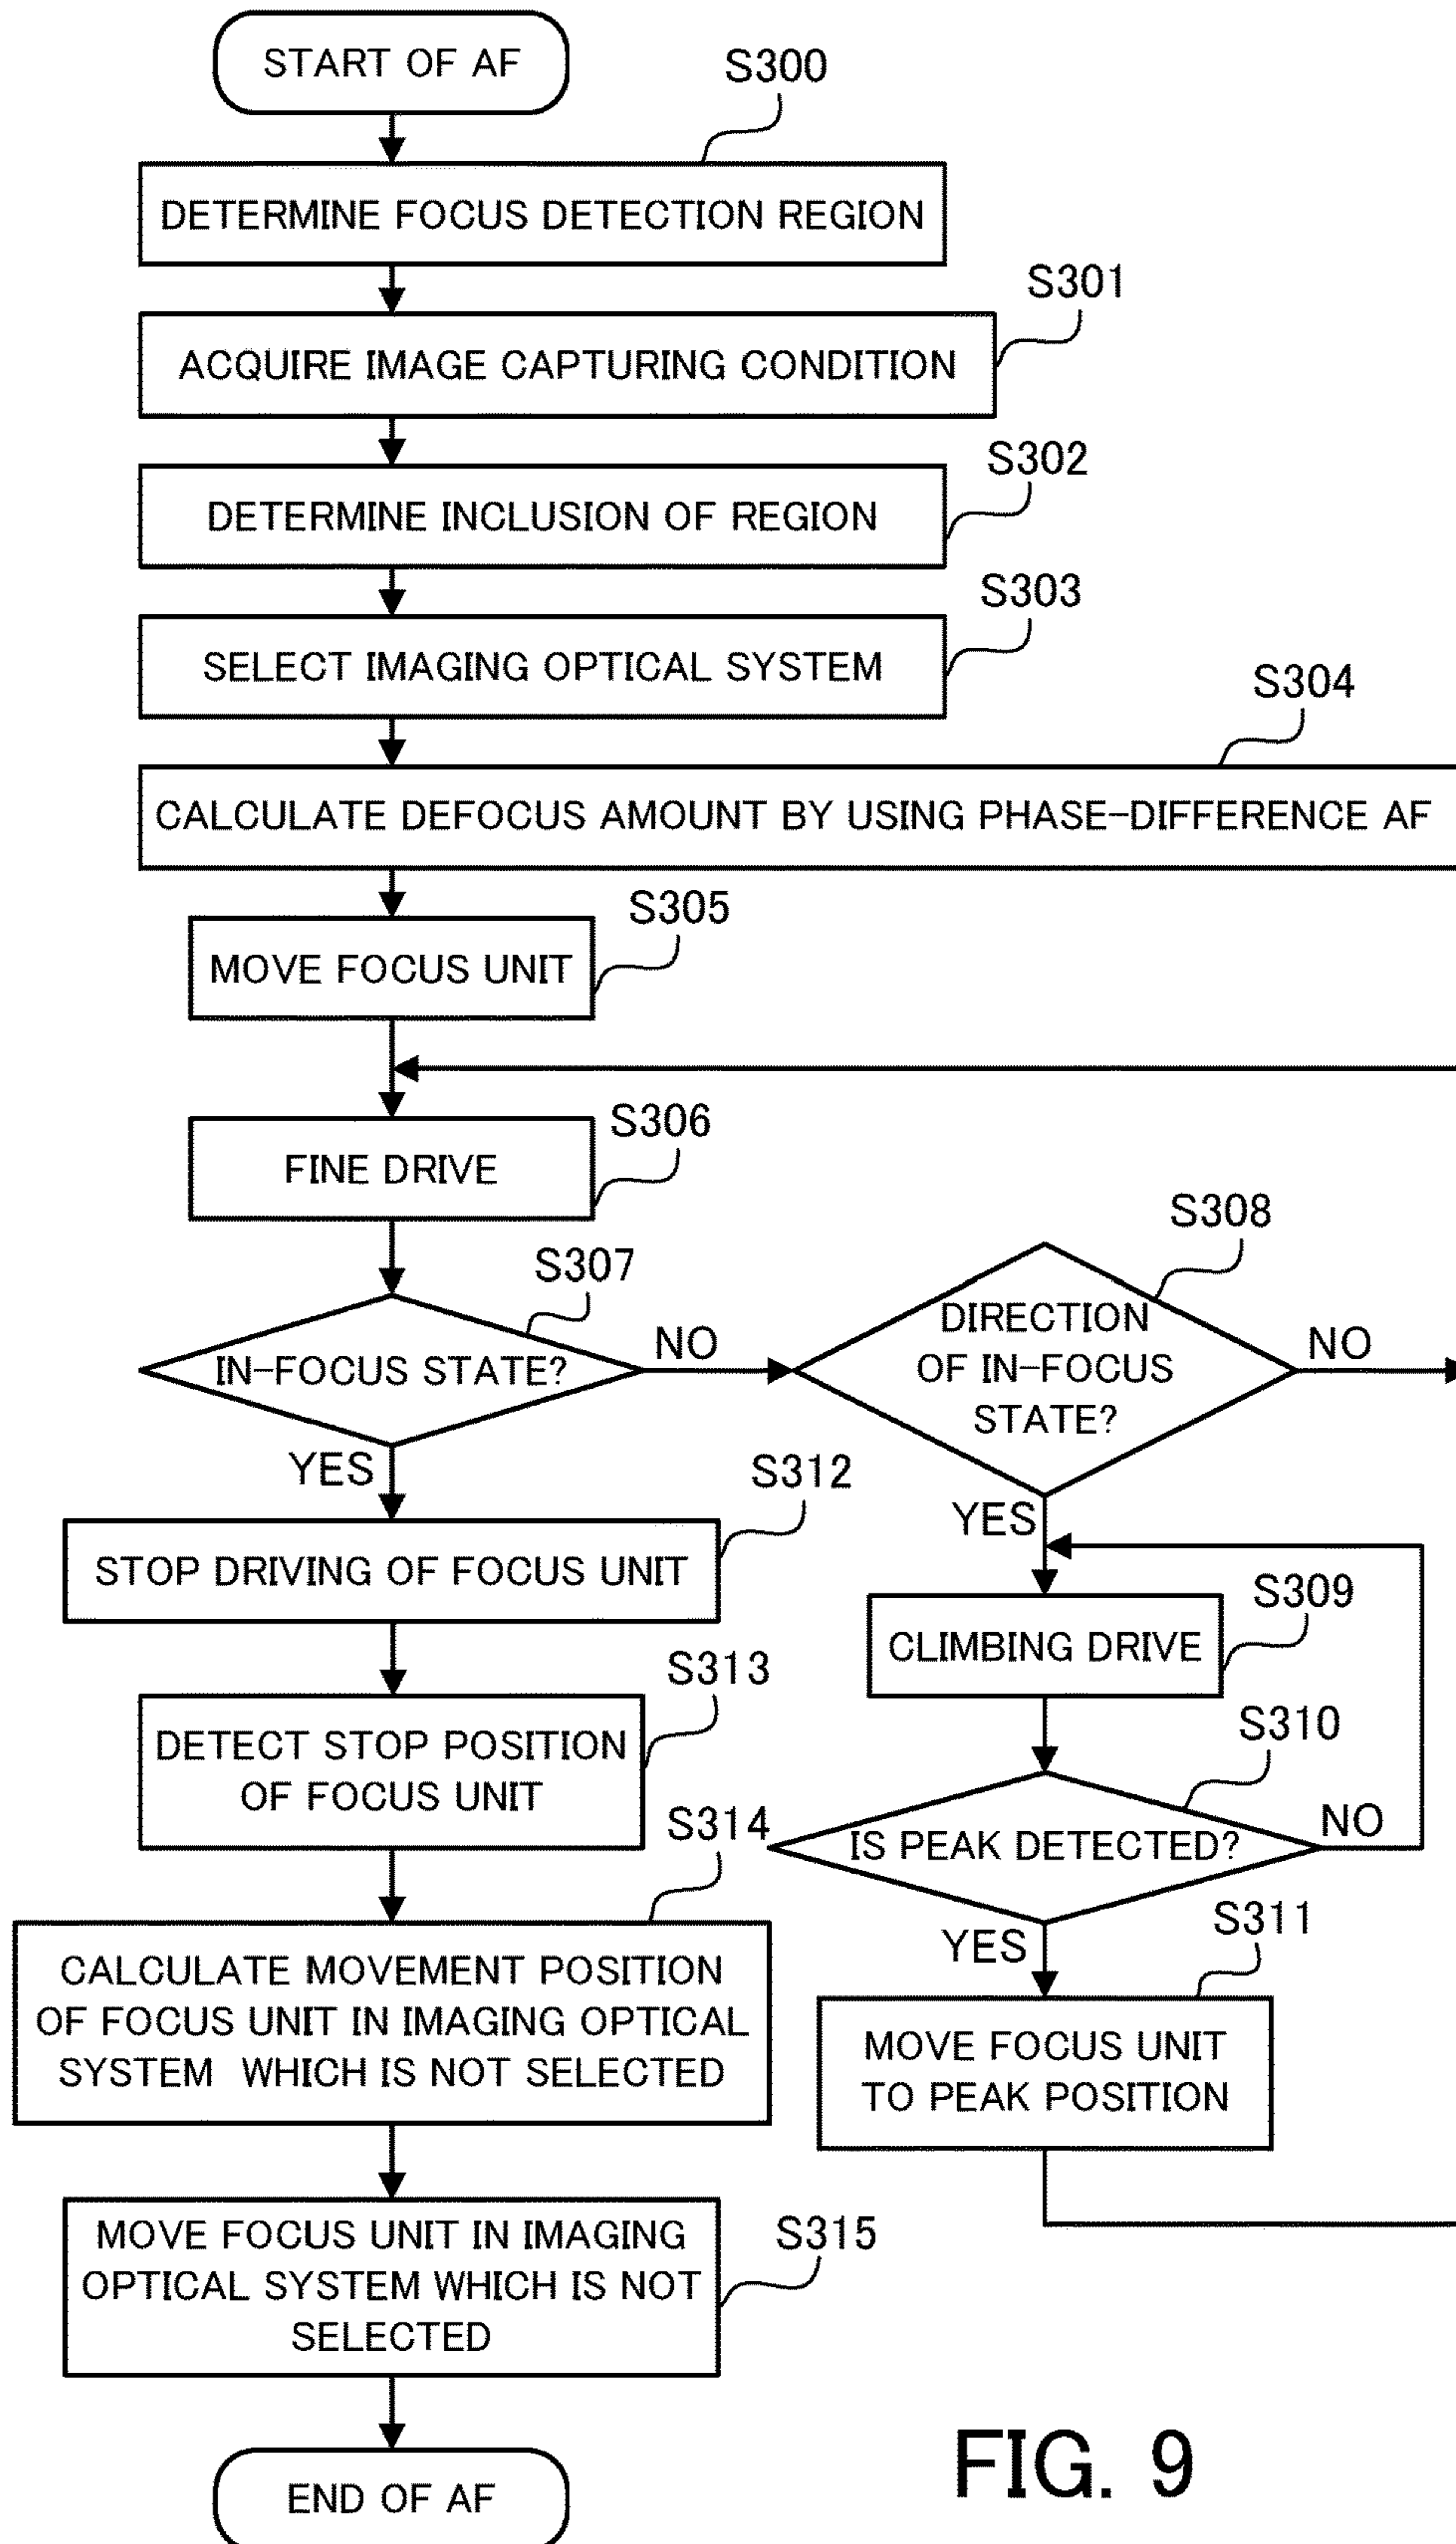 START OF AF
S300
DETERMINE FOCUS DETECTION REGION
S301
ACQUIRE IMAGE CAPTURING CONDITION
S302
DETERMINE INCLUSION OF REGION
S303
SELECT IMAGING OPTICAL SYSTEM
S304
CALCULATE DEFOCUS AMOUNT BY USING PHASE-DIFFERENCE AF
S305
MOVE FOCUS UNIT
S306
FINE DRIVE
S307
IN-FOCUS STATE?
NO
YES
S308
DIRECTION
OF IN-FOCUS
STATE?
NO
YES
S309
CLIMBING DRIVE
S310
IS PEAK DETECTED?
NO
YES
S311
MOVE FOCUS UNIT
TO PEAK POSITION
S312
STOP DRIVING OF FOCUS UNIT
S313
DETECT STOP POSITION
OF FOCUS UNIT
S314
CALCULATE MOVEMENT POSITION
OF FOCUS UNIT IN IMAGING OPTICAL
SYSTEM WHICH IS NOT SELECTED
S315
MOVE FOCUS UNIT IN IMAGING
OPTICAL SYSTEM WHICH IS NOT
SELECTED
END OF AF
FIG. 9